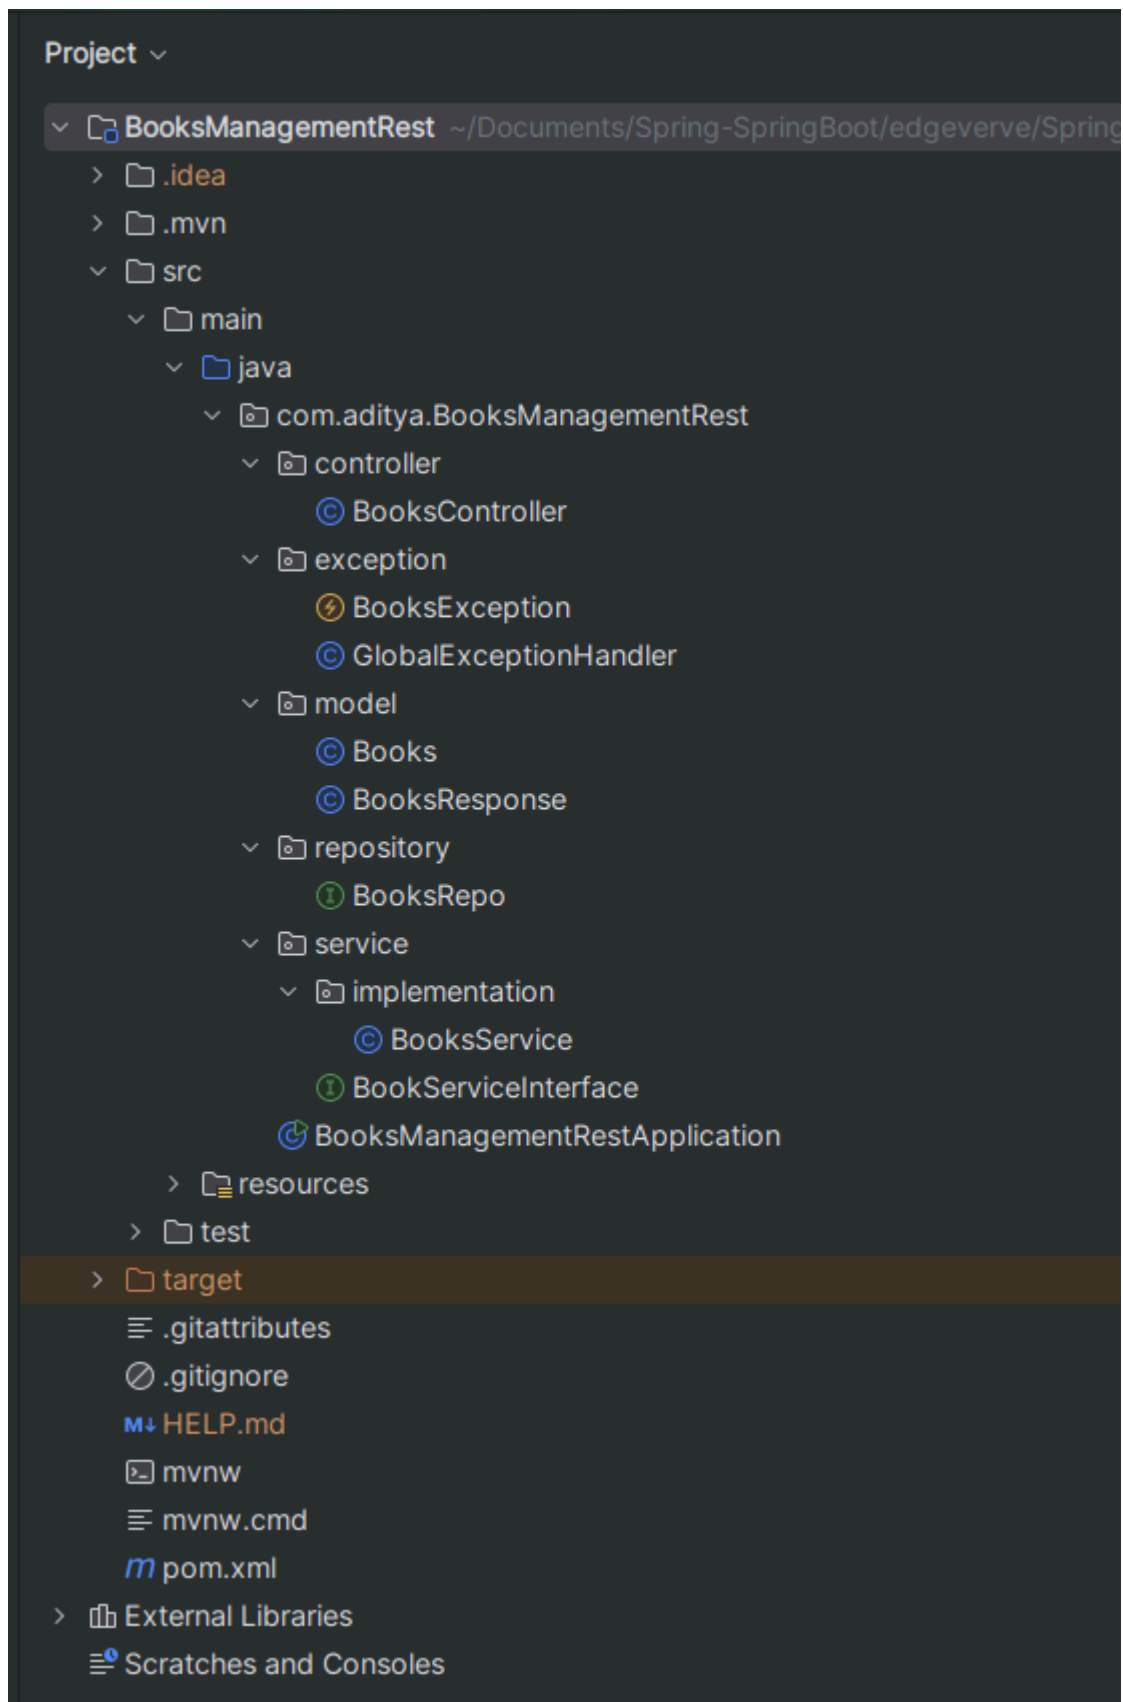 Project
BooksManagementRest ~/Documents/Spring-SpringBoot/edgeverve/Spring
.idea
.mvn
src
main
java
com.aditya.BooksManagementRest
controller
BooksController
exception
BooksException
GlobalExceptionHandler
model
Books
BooksResponse
repository
BooksRepo
service
implementation
BooksService
BookServiceInterface
BooksManagementRestApplication
resources
test
target
.gitattributes
.gitignore
HELP.md
mvnw
mvnw.cmd
pom.xml
External Libraries
Scratches and Consoles